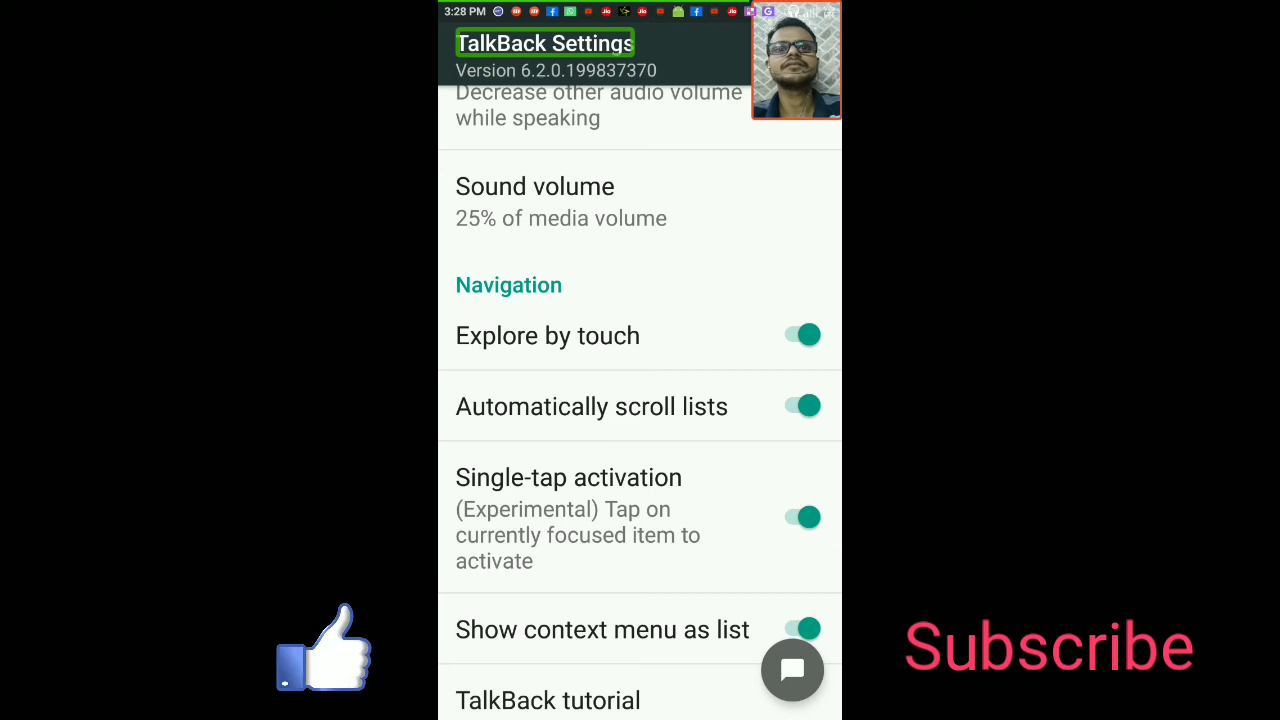 3:28 PM
TalkBack Settings
Version 6.2.0.199837370
Decrease other audio volume
while speaking
Sound volume
25% of media volume
Navigation
Explore by touch
Automatically scroll lists
Single-tap activation
(Experimental) Tap on
currently focused item to
activate
Show context menu as list
TalkBack tutorial
Subscribe